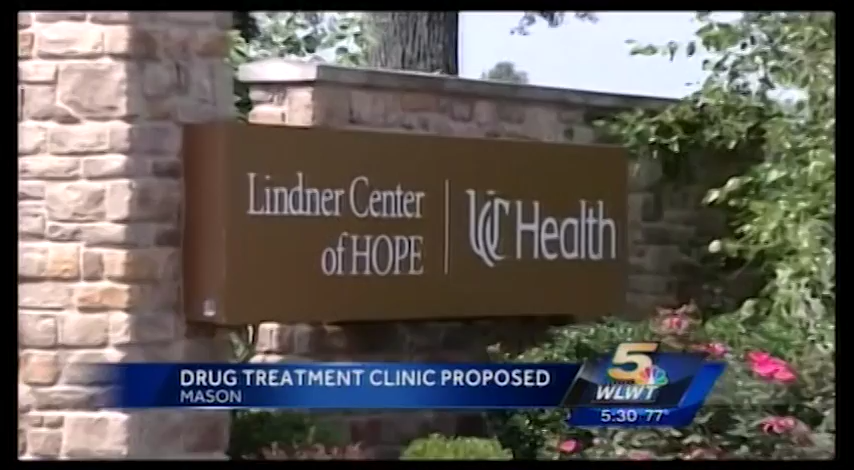 Lindner Center
of HOPE
UC Health
DRUG TREATMENT CLINIC PROPOSED
MASON
5
WLWT
5:30 77°